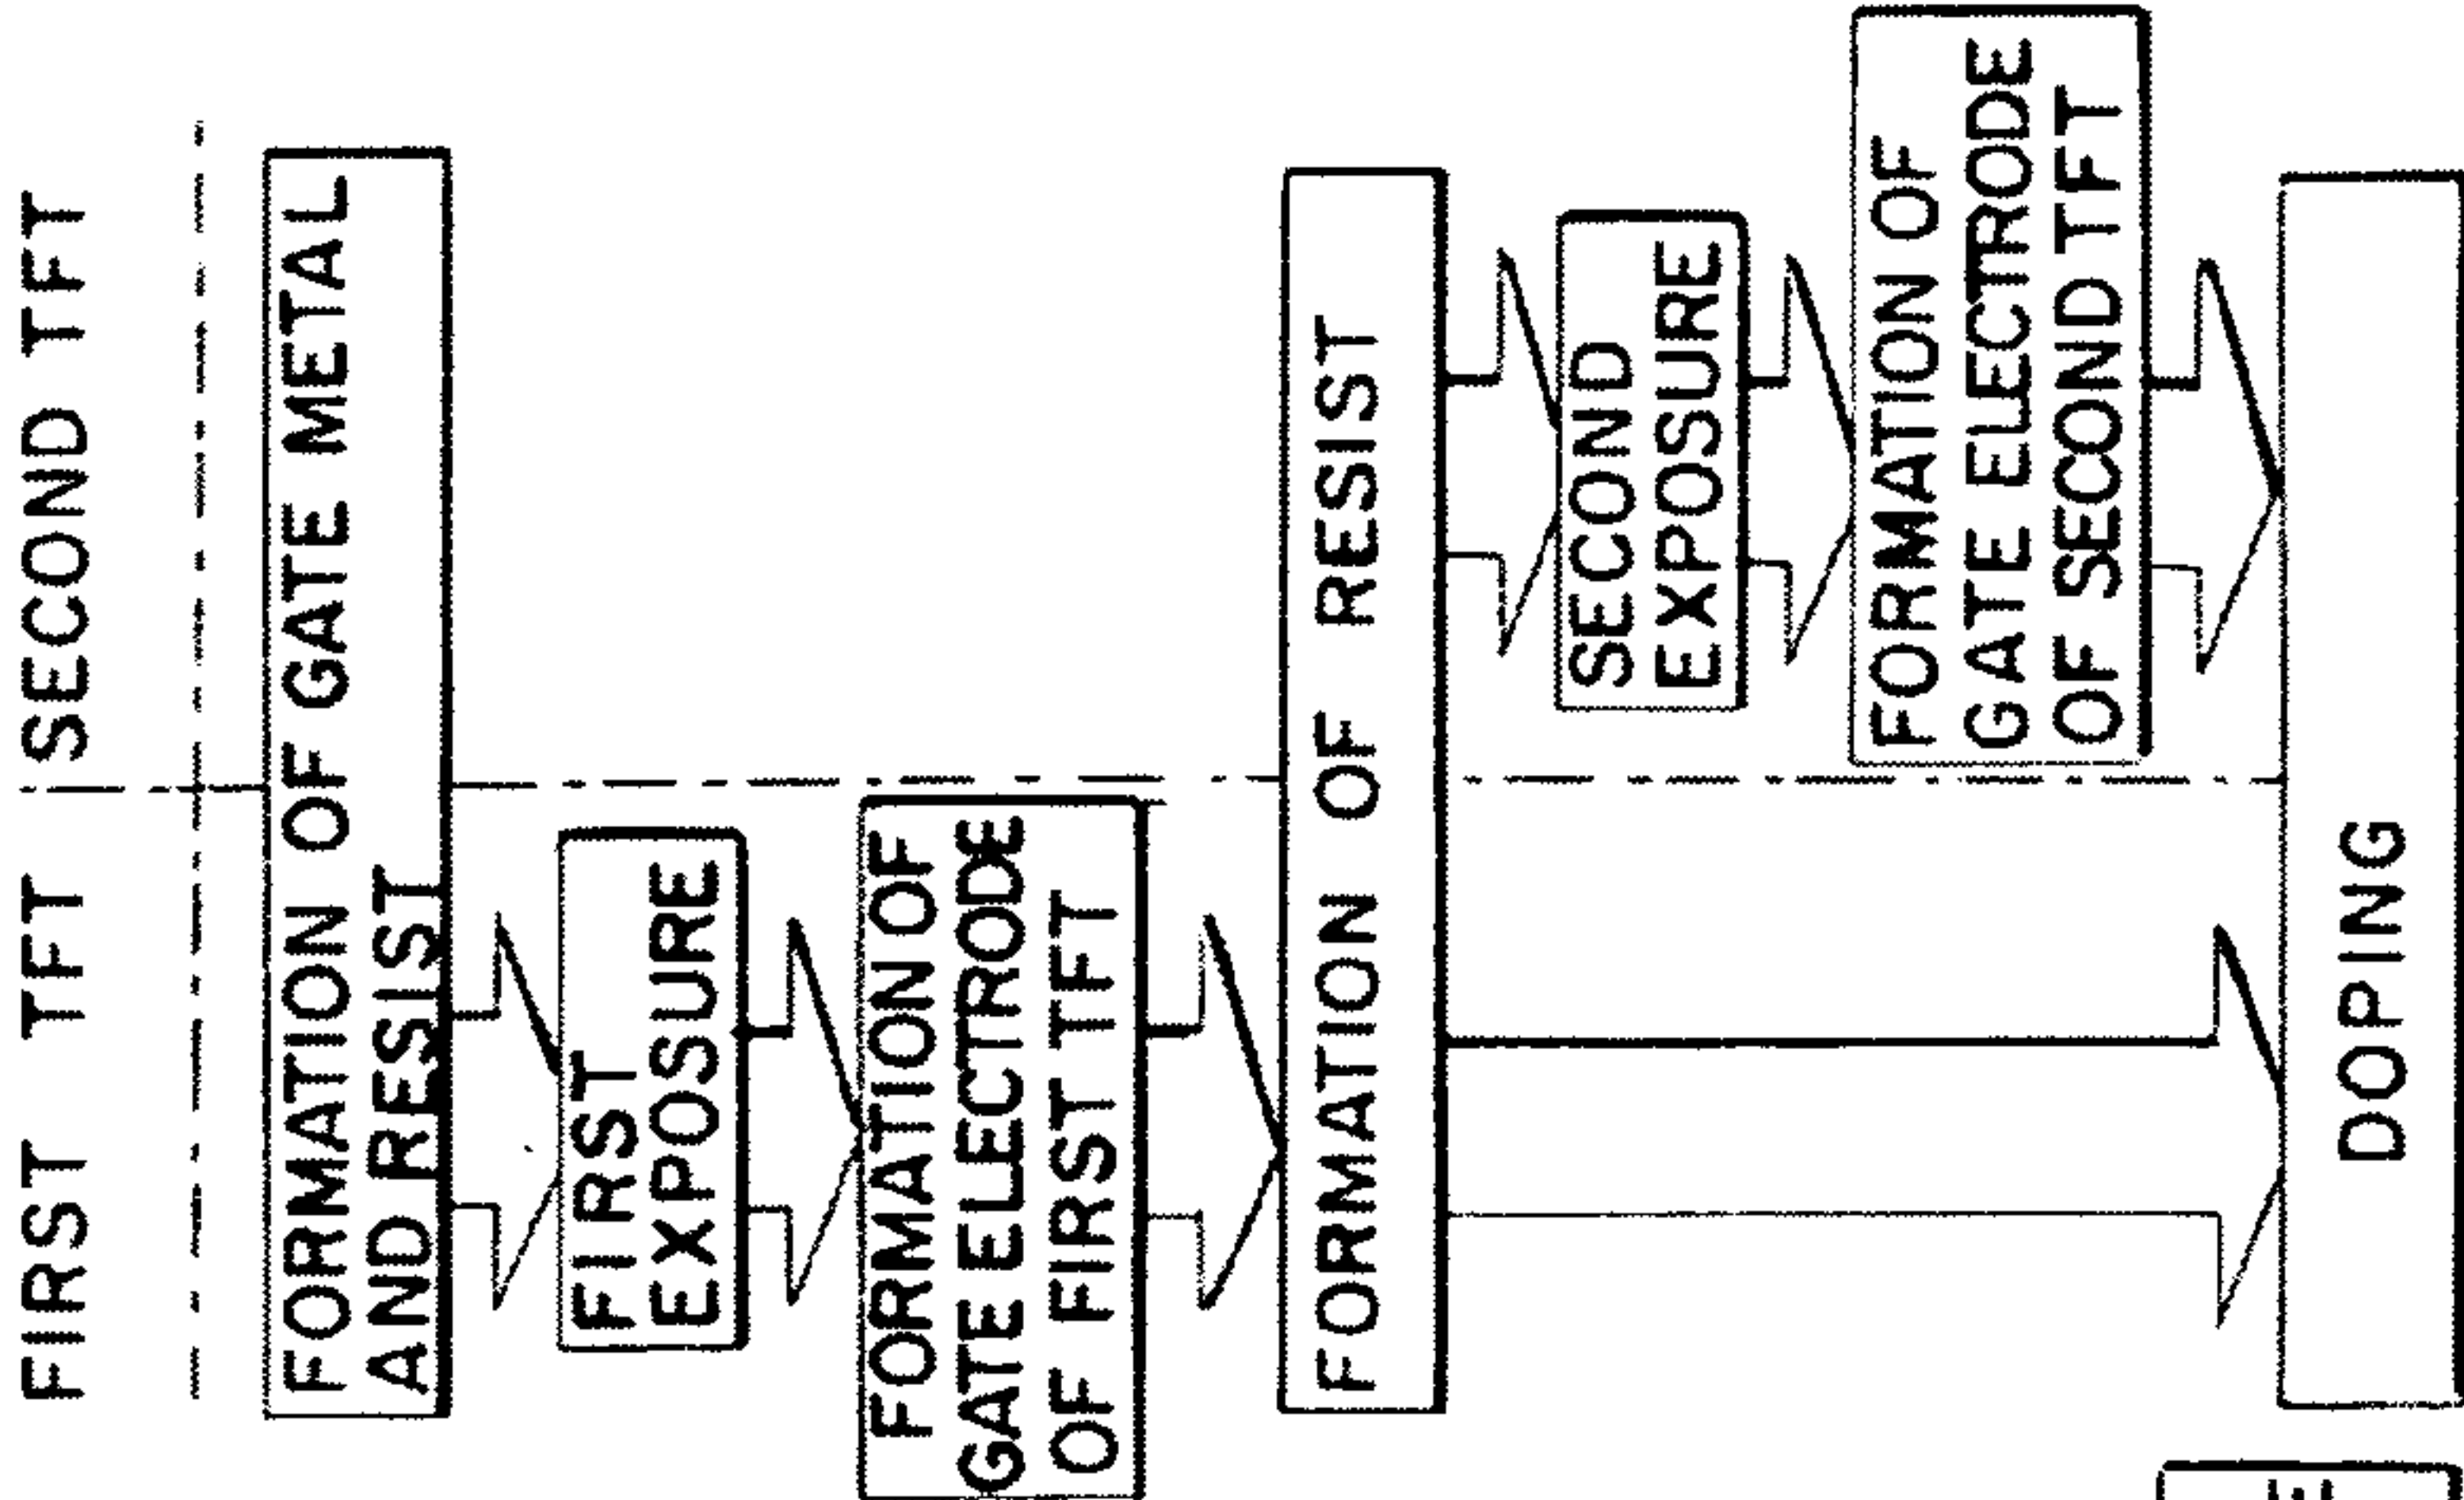 FIRST TFT
SECOND TFT
FORMATION OF GATE METAL
AND RESIST
FIRST
EXPOSURE
FORMATION OF
GATE ELECTRODE
OF FIRST TFT
FORMATION OF RESIST
SECOND
EXPOSURE
FORMATION OF
GATE ELECTRODE
OF SECOND TFT
DOPING